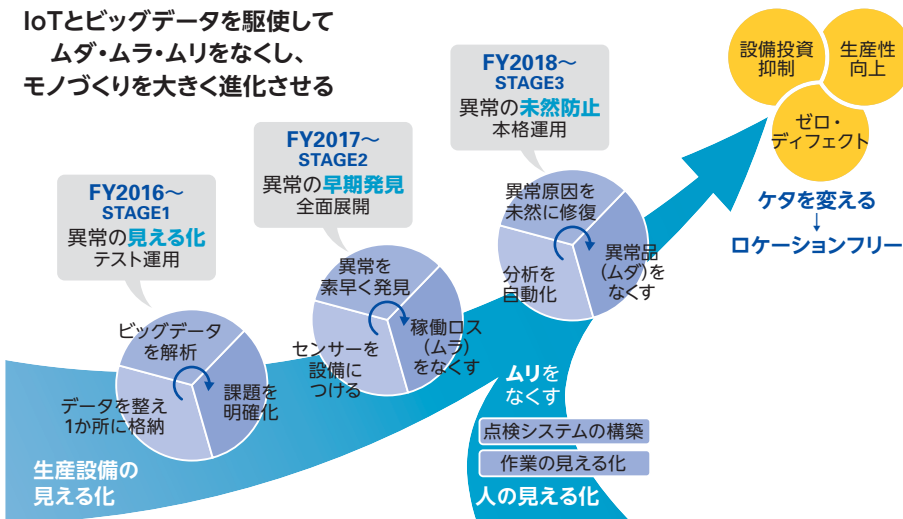 IoTとビッグデータを駆使して
ムダ・ムラ・ムリをなくし、
モノづくりを大きく進化させる
FY2016〜
STAGE1
異常の見える化
テスト運用
ビッグデータ
を解析
データを整え
1か所に格納
課題を
明確化
FY2017〜
STAGE2
異常の早期発見
全面展開
異常を
素早く発見
センサーを
設備に
つける
稼働ロス
(ムラ)
をなくす
FY2018〜
STAGE3
異常の未然防止
本格運用
異常原因を
未然に修復
分析を
自動化
異常品
(ムダ)を
なくす
設備投資
抑制
生産性
向上
ゼロ・
ディフェクト
ケタを変える
↓
ロケーションフリー
ムリを
なくす
点検システムの構築
作業の見える化
人の見える化
生産設備の
見える化